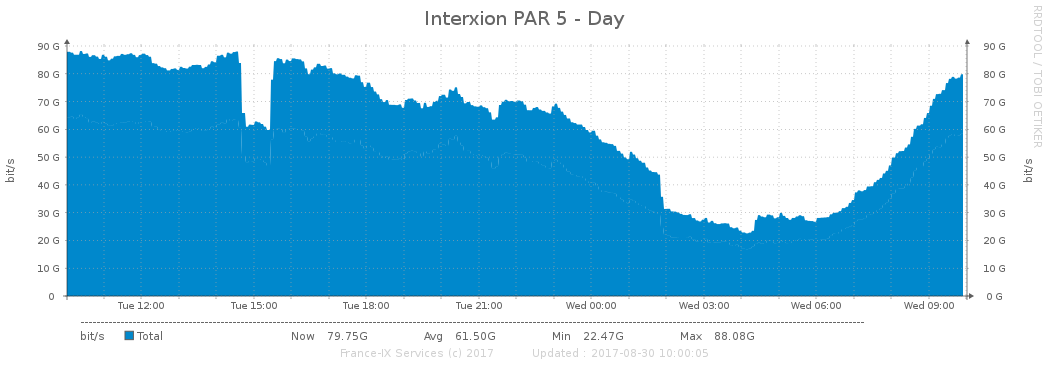 Interxion PAR 5 - Day
RRDTOOL / TOBI OETIKER
bit/s
90 G
80 G
70 G
60 G
50 G
40 G
30 G
20 G
10 G
0
90 G
80 G
70 G
60 G
50 G
40 G
30 G
20 G
10 G
0 G
bit/s
Tue 12:00 Tue 15:00 Tue 18:00 Tue 21:00 Wed 00:00 Wed 03:00 Wed 06:00 Wed 09:00
bit/s Total Now 79.75G Avg 61.50G Min 22.47G Max 88.08G
France-IX Services (c) 2017 Updated : 2017-08-30 10:00:05